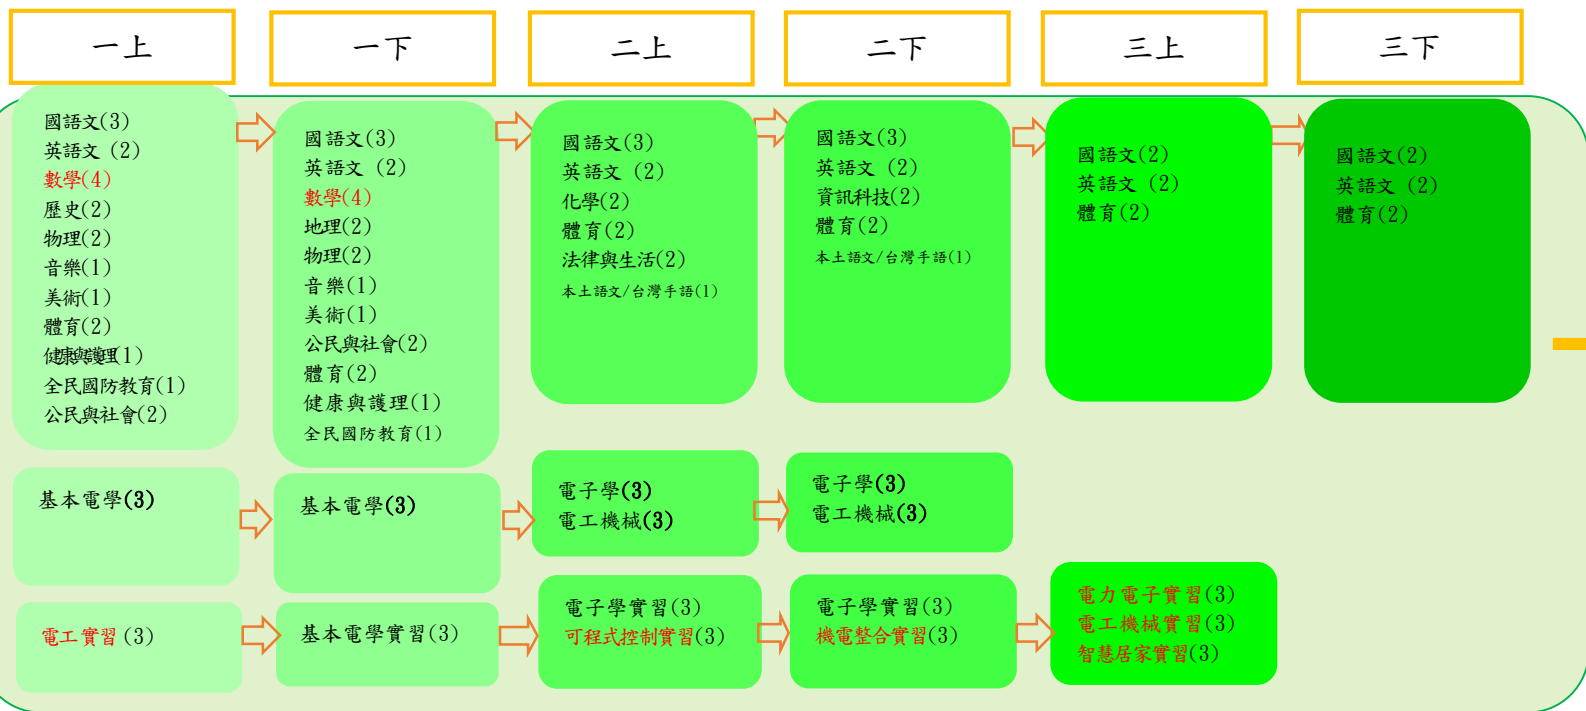 一上
一下
二上
二下
三上
三下
國語文(3)
英語文 (2)
數學(4)
歷史(2)
物理(2)
音樂(1)
美術(1)
體育(2)
健康與護理(1)
全民國防教育(1)
公民與社會(2)
國語文(3)
英語文 (2)
數學(4)
地理(2)
物理(2)
音樂(1)
美術(1)
公民與社會(2)
體育(2)
健康與護理(1)
全民國防教育(1)
國語文(3)
英語文 (2)
化學(2)
體育(2)
法律與生活(2)
本土語文/台灣手語(1)
國語文(3)
英語文 (2)
資訊科技(2)
體育(2)
本土語文/台灣手語(1)
國語文(2)
英語文 (2)
體育(2)
國語文(2)
英語文 (2)
體育(2)
基本電學(3)
基本電學(3)
電子學(3)
電工機械(3)
電子學(3)
電工機械(3)
電工實習 (3)
基本電學實習(3)
電子學實習(3)
可程式控制實習(3)
電子學實習(3)
機電整合實習(3)
電力電子實習(3)
電工機械實習(3)
智慧居家實習(3)